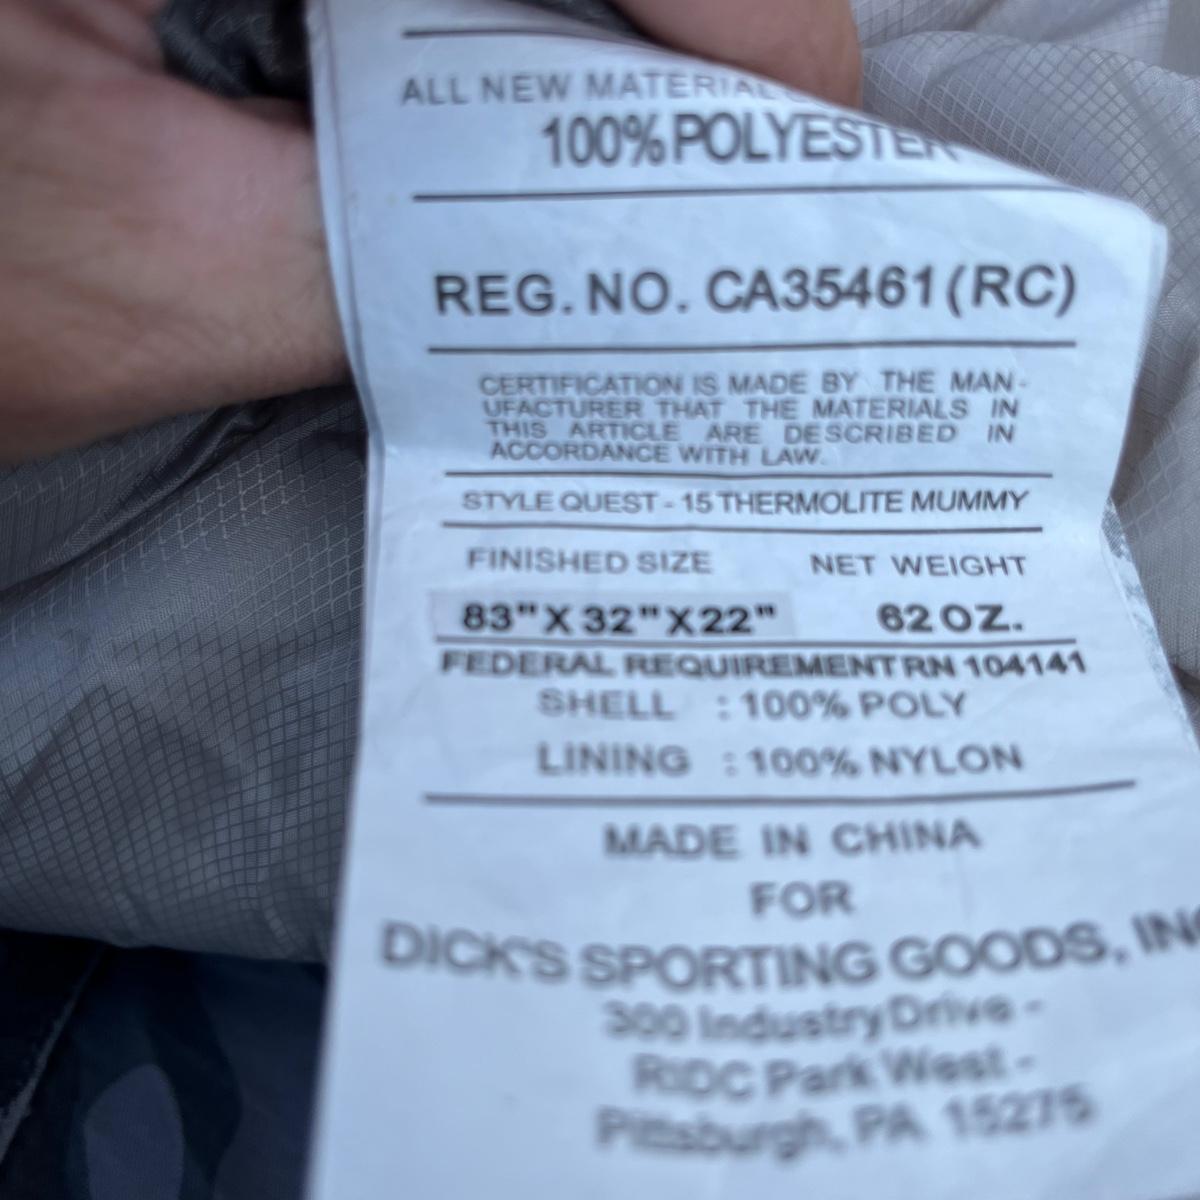 ALL NEW MATERIAL
100% POLYESTER
REG. NO. CA35461 (RC)
CERTIFICATION IS MADE BY THE MAN-
UFACTURER THAT THE MATERIALS IN
THIS ARTICLE ARE DESCRIBED IN
ACCORDANCE WITH LAW.
STYLE QUEST - 15 THERMOLITE MUMMY
FINISHED SIZE NET WEIGHT
83" X 32" X 22" 62 OZ.
FEDERAL REQUIREMENT RN 104141
SHELL : 100% POLY
LINING : 100% NYLON
MADE IN CHINA
FOR
DICK'S SPORTING GOODS, INC
300 Industry Drive -
RIDC Park West -
Pittsburgh, PA 15275